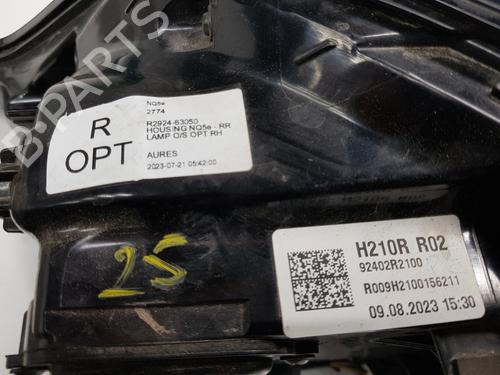 NQ5e
2774
R
OPT
R2924-63050
HOUSING NQ5e - RR
LAMP O/S OPT RH
AURES
2023-07-21 05:42:00
25
H210R R02
92402R2100
R009H2100156211
09.08.2023 15:30